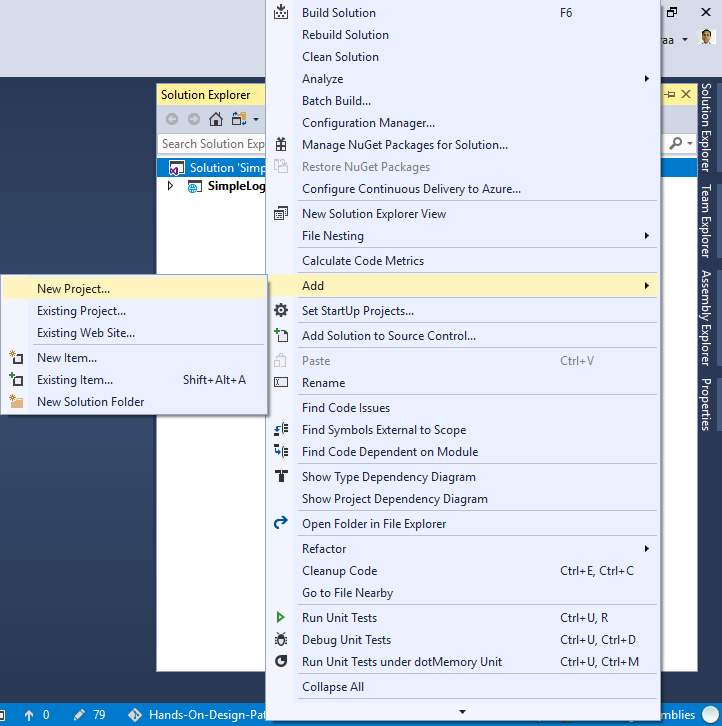 Build Solution F6
Rebuild Solution
Clean Solution
Analyze
Batch Build...
Configuration Manager...
Manage NuGet Packages for Solution...
Restore NuGet Packages
Configure Continuous Delivery to Azure...
New Solution Explorer View
File Nesting
Calculate Code Metrics
Add
Set StartUp Projects...
Add Solution to Source Control...
Paste Ctrl+V
Rename
Find Code Issues
Find Symbols External to Scope
Find Code Dependent on Module
Show Type Dependency Diagram
Show Project Dependency Diagram
Open Folder in File Explorer
Refactor
Cleanup Code Ctrl+E, Ctrl+C
Go to File Nearby
Run Unit Tests Ctrl+U, R
Debug Unit Tests Ctrl+U, Ctrl+D
Run Unit Tests under dotMemory Unit Ctrl+U, Ctrl+M
Collapse All
New Project...
Existing Project...
Existing Web Site...
New Item...
Existing Item... Shift+Alt+A
New Solution Folder
Solution Explorer
Search Solution Exp
Solution 'Simp
SimpleLog
raa
Solution Explorer
Team Explorer
Assembly Explorer
Properties
0 79 Hands-On-Design-Pat
mblies